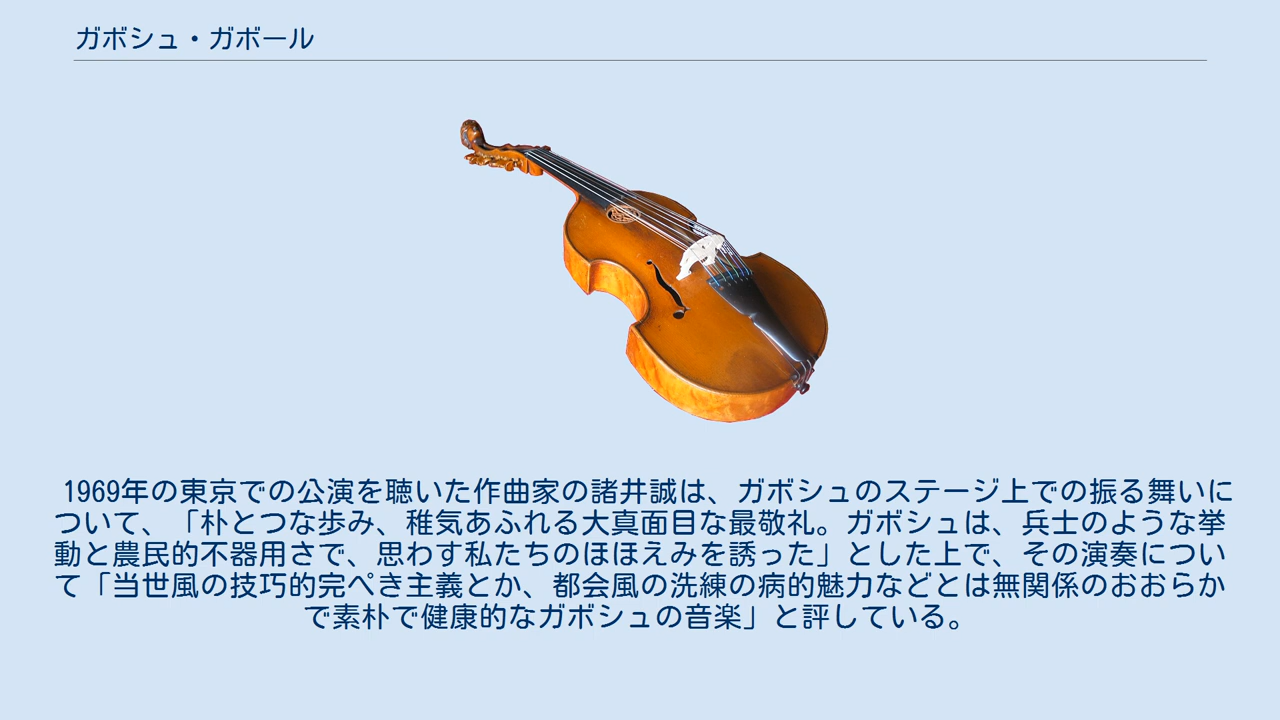 ガボシュ・ガボール
1969年の東京での公演を聴いた作曲家の諸井誠は、ガボシュのステージ上での振る舞いに
ついて、「朴とつな歩み、稚気あふれる大真面目な最敬礼。ガボシュは、兵士のような挙
動と農民的不器用さで、思わす私たちのほほえみを誘った」とした上で、その演奏につい
て「当世風の技巧的完ぺき主義とか、都会風の洗練の病的魅力などとは無関係のおおらか
で素朴で健康的なガボシュの音楽」と評している。